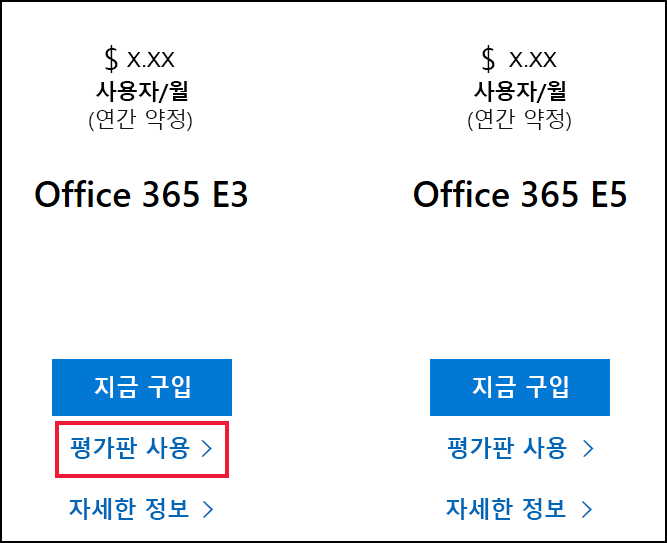 $ X.XX
사용자/월
(연간 약정)
Office 365 E3
지금 구입
평가판 사용 >
자세한 정보 >
$ X.XX
사용자/월
(연간 약정)
Office 365 E5
지금 구입
평가판 사용 >
자세한 정보 >